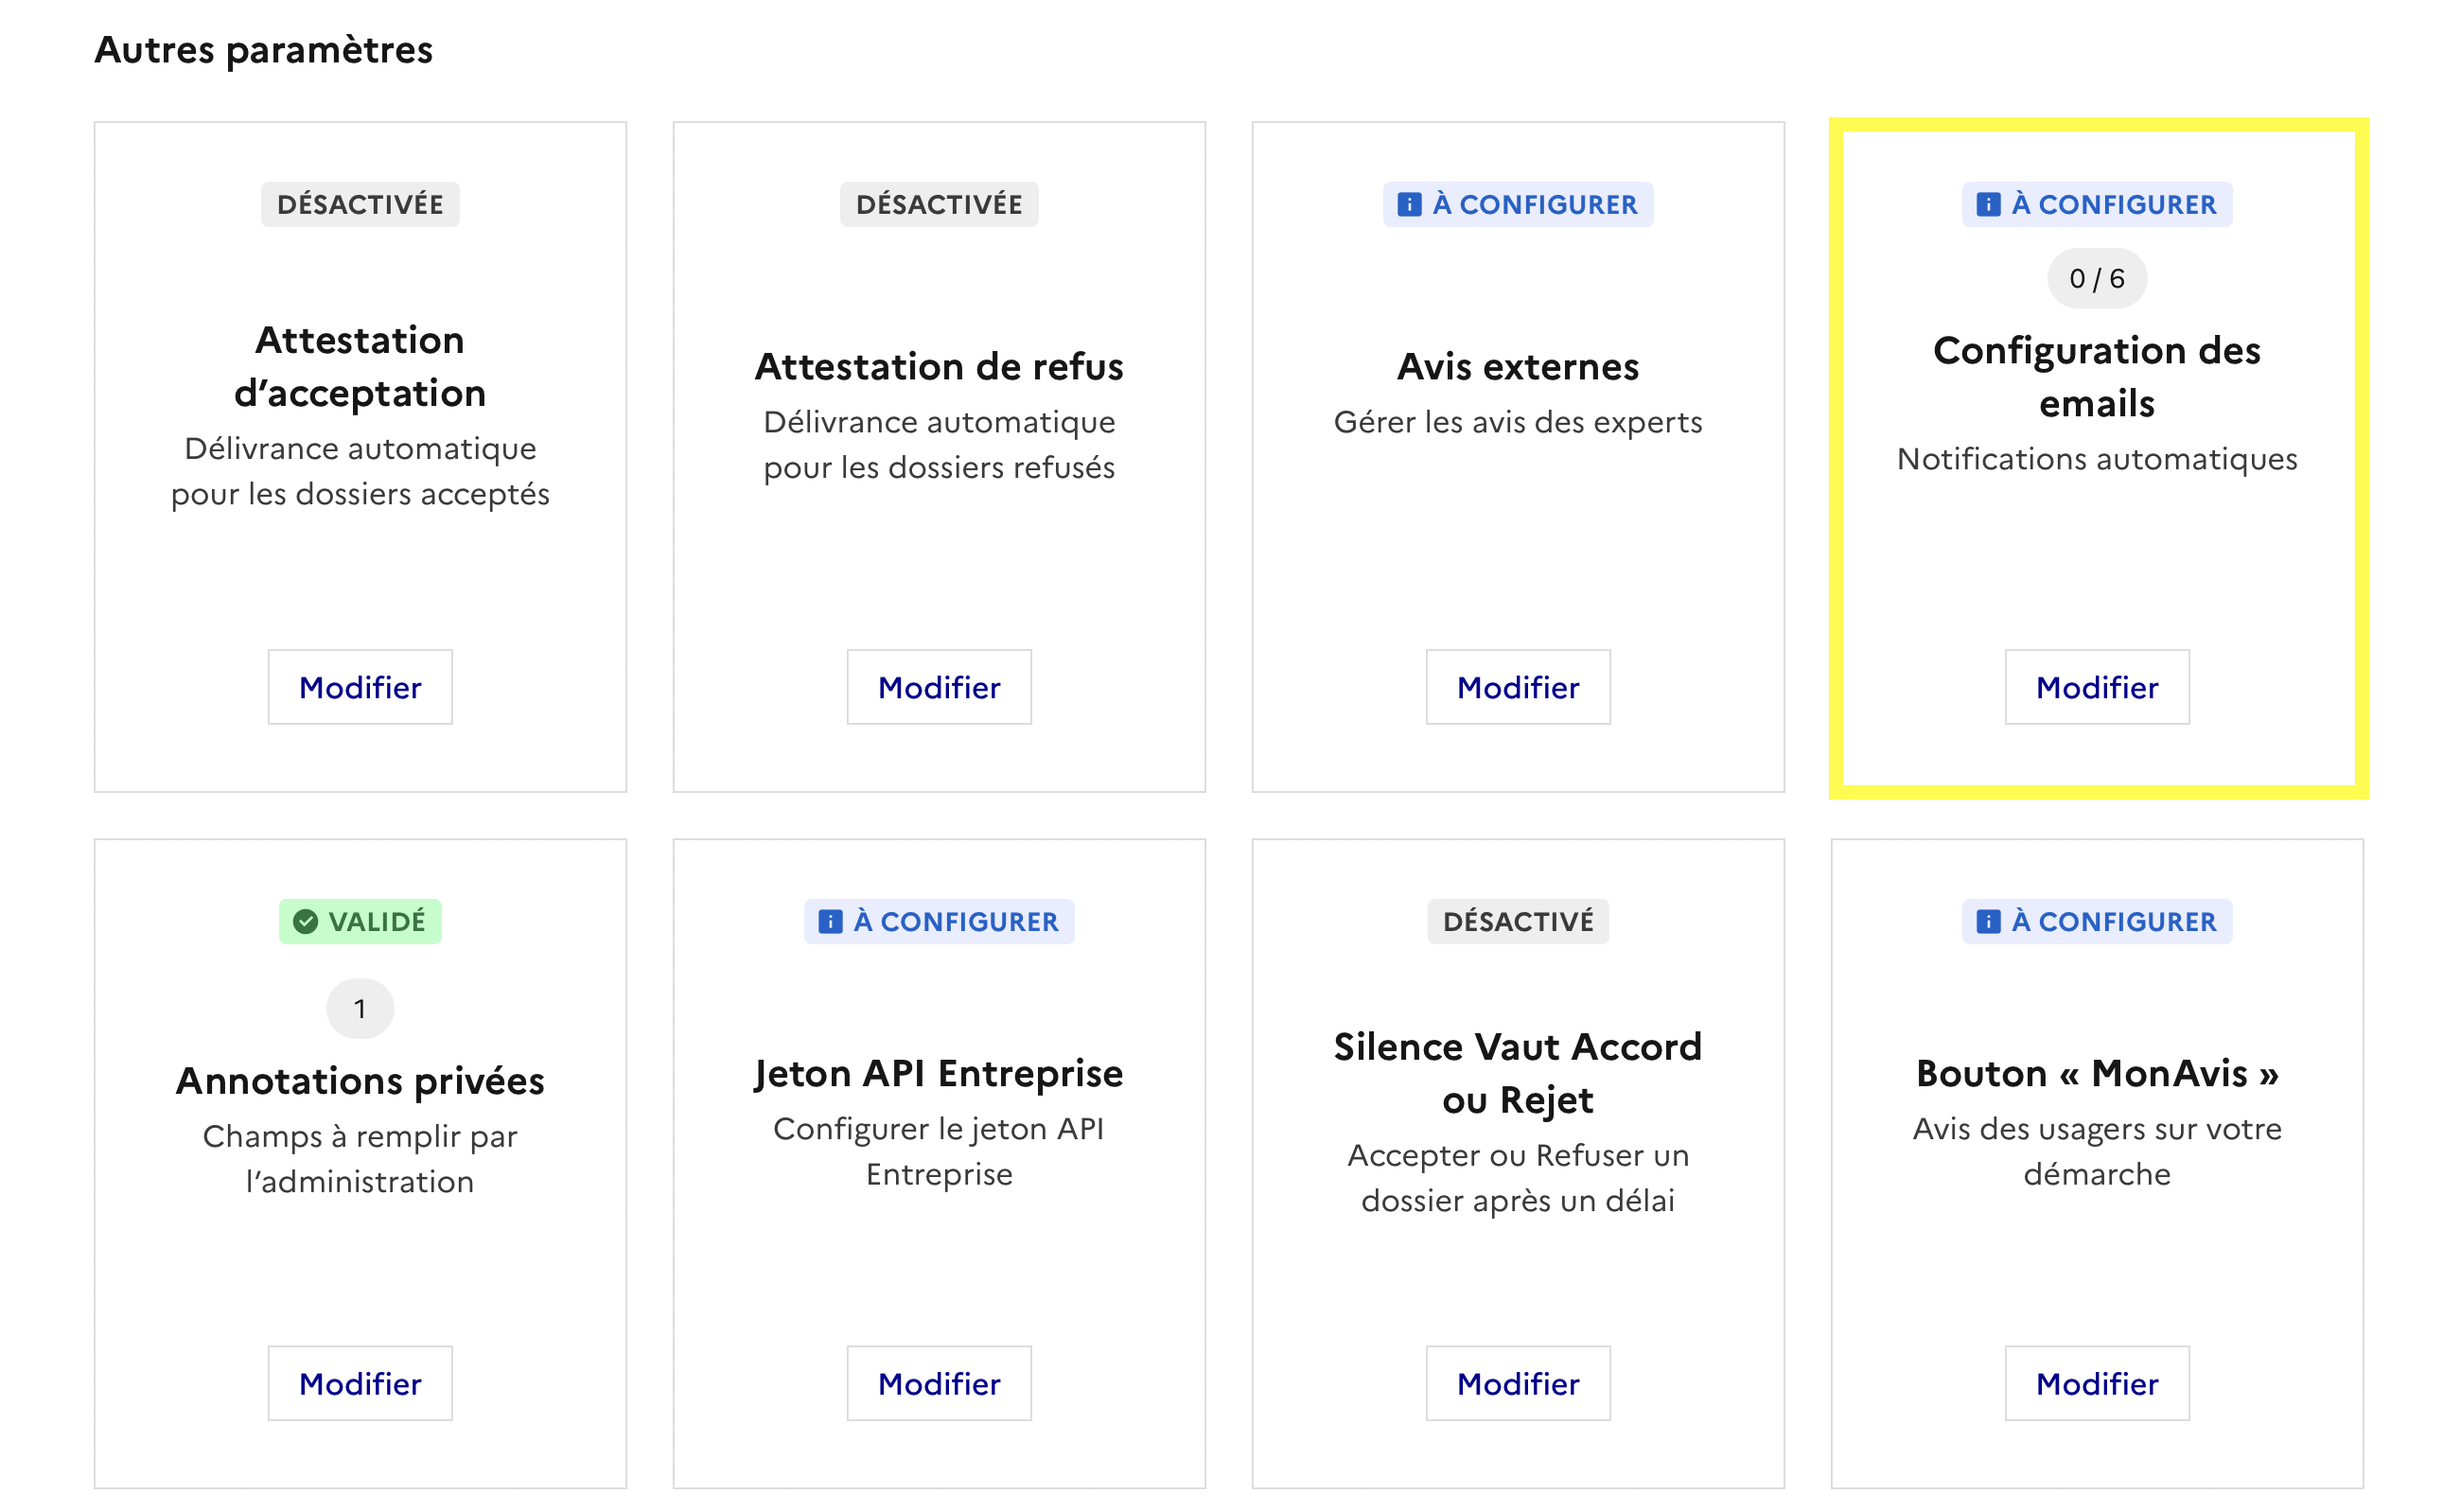 Autres paramètres
DÉSACTIVÉE
Attestation
d’acceptation
Délivrance automatique
pour les dossiers acceptés
Modifier
DÉSACTIVÉE
Attestation de refus
Délivrance automatique
pour les dossiers refusés
Modifier
À CONFIGURER
Avis externes
Gérer les avis des experts
Modifier
À CONFIGURER
0 / 6
Configuration des
emails
Notifications automatiques
Modifier
VALIDÉ
1
Annotations privées
Champs à remplir par
l’administration
Modifier
À CONFIGURER
Jeton API Entreprise
Configurer le jeton API
Entreprise
Modifier
DÉSACTIVÉ
Silence Vaut Accord
ou Rejet
Accepter ou Refuser un
dossier après un délai
Modifier
À CONFIGURER
Bouton « MonAvis »
Avis des usagers sur votre
démarche
Modifier